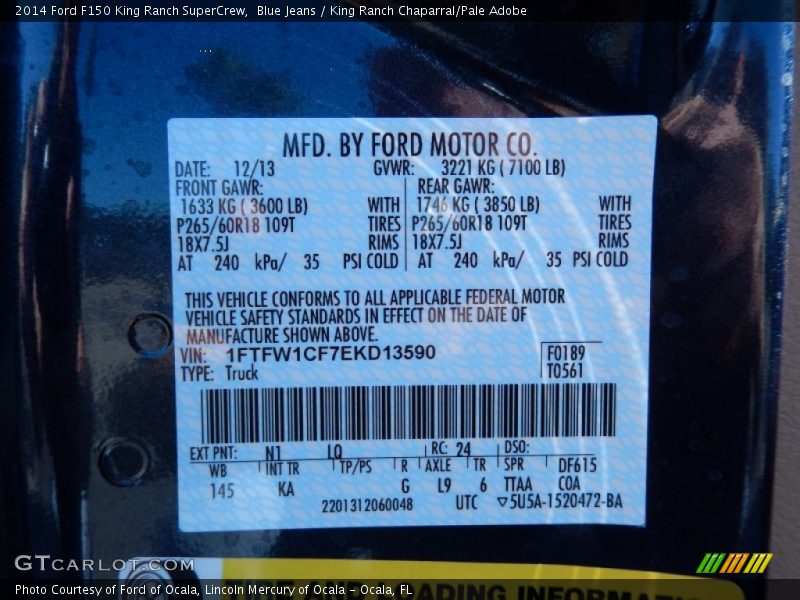 2014 Ford F150 King Ranch SuperCrew, Blue Jeans / King Ranch Chaparral/Pale Adobe
MFD. BY FORD MOTOR CO.
DATE: 12/13 GVWR: 3221 KG ( 7100 LB)
FRONT GAWR: REAR GAWR:
1633 KG ( 3600 LB) WITH 1746 KG ( 3850 LB) WITH
P265/60R18 109T TIRES P265/60R18 109T TIRES
18X7.5J RIMS 18X7.5J RIMS
AT 240 kPa/ 35 PSI COLD AT 240 kPa/ 35 PSI COLD
THIS VEHICLE CONFORMS TO ALL APPLICABLE FEDERAL MOTOR
VEHICLE SAFETY STANDARDS IN EFFECT ON THE DATE OF
MANUFACTURE SHOWN ABOVE.
VIN: 1FTFW1CF7EKD13590 F0189
TYPE: Truck T0561
EXT PNT: N1 LQ RC: 24 DSO:
WB INT TR TP/PS R AXLE TR SPR DF615
145 KA G L9 6 TTAA COA
2201312060048 UTC ▽5U5A-1520472-BA
GTCARLOT.COM
TIRE AND LOADING INFORMATION
Photo Courtesy of Ford of Ocala, Lincoln Mercury of Ocala - Ocala, FL